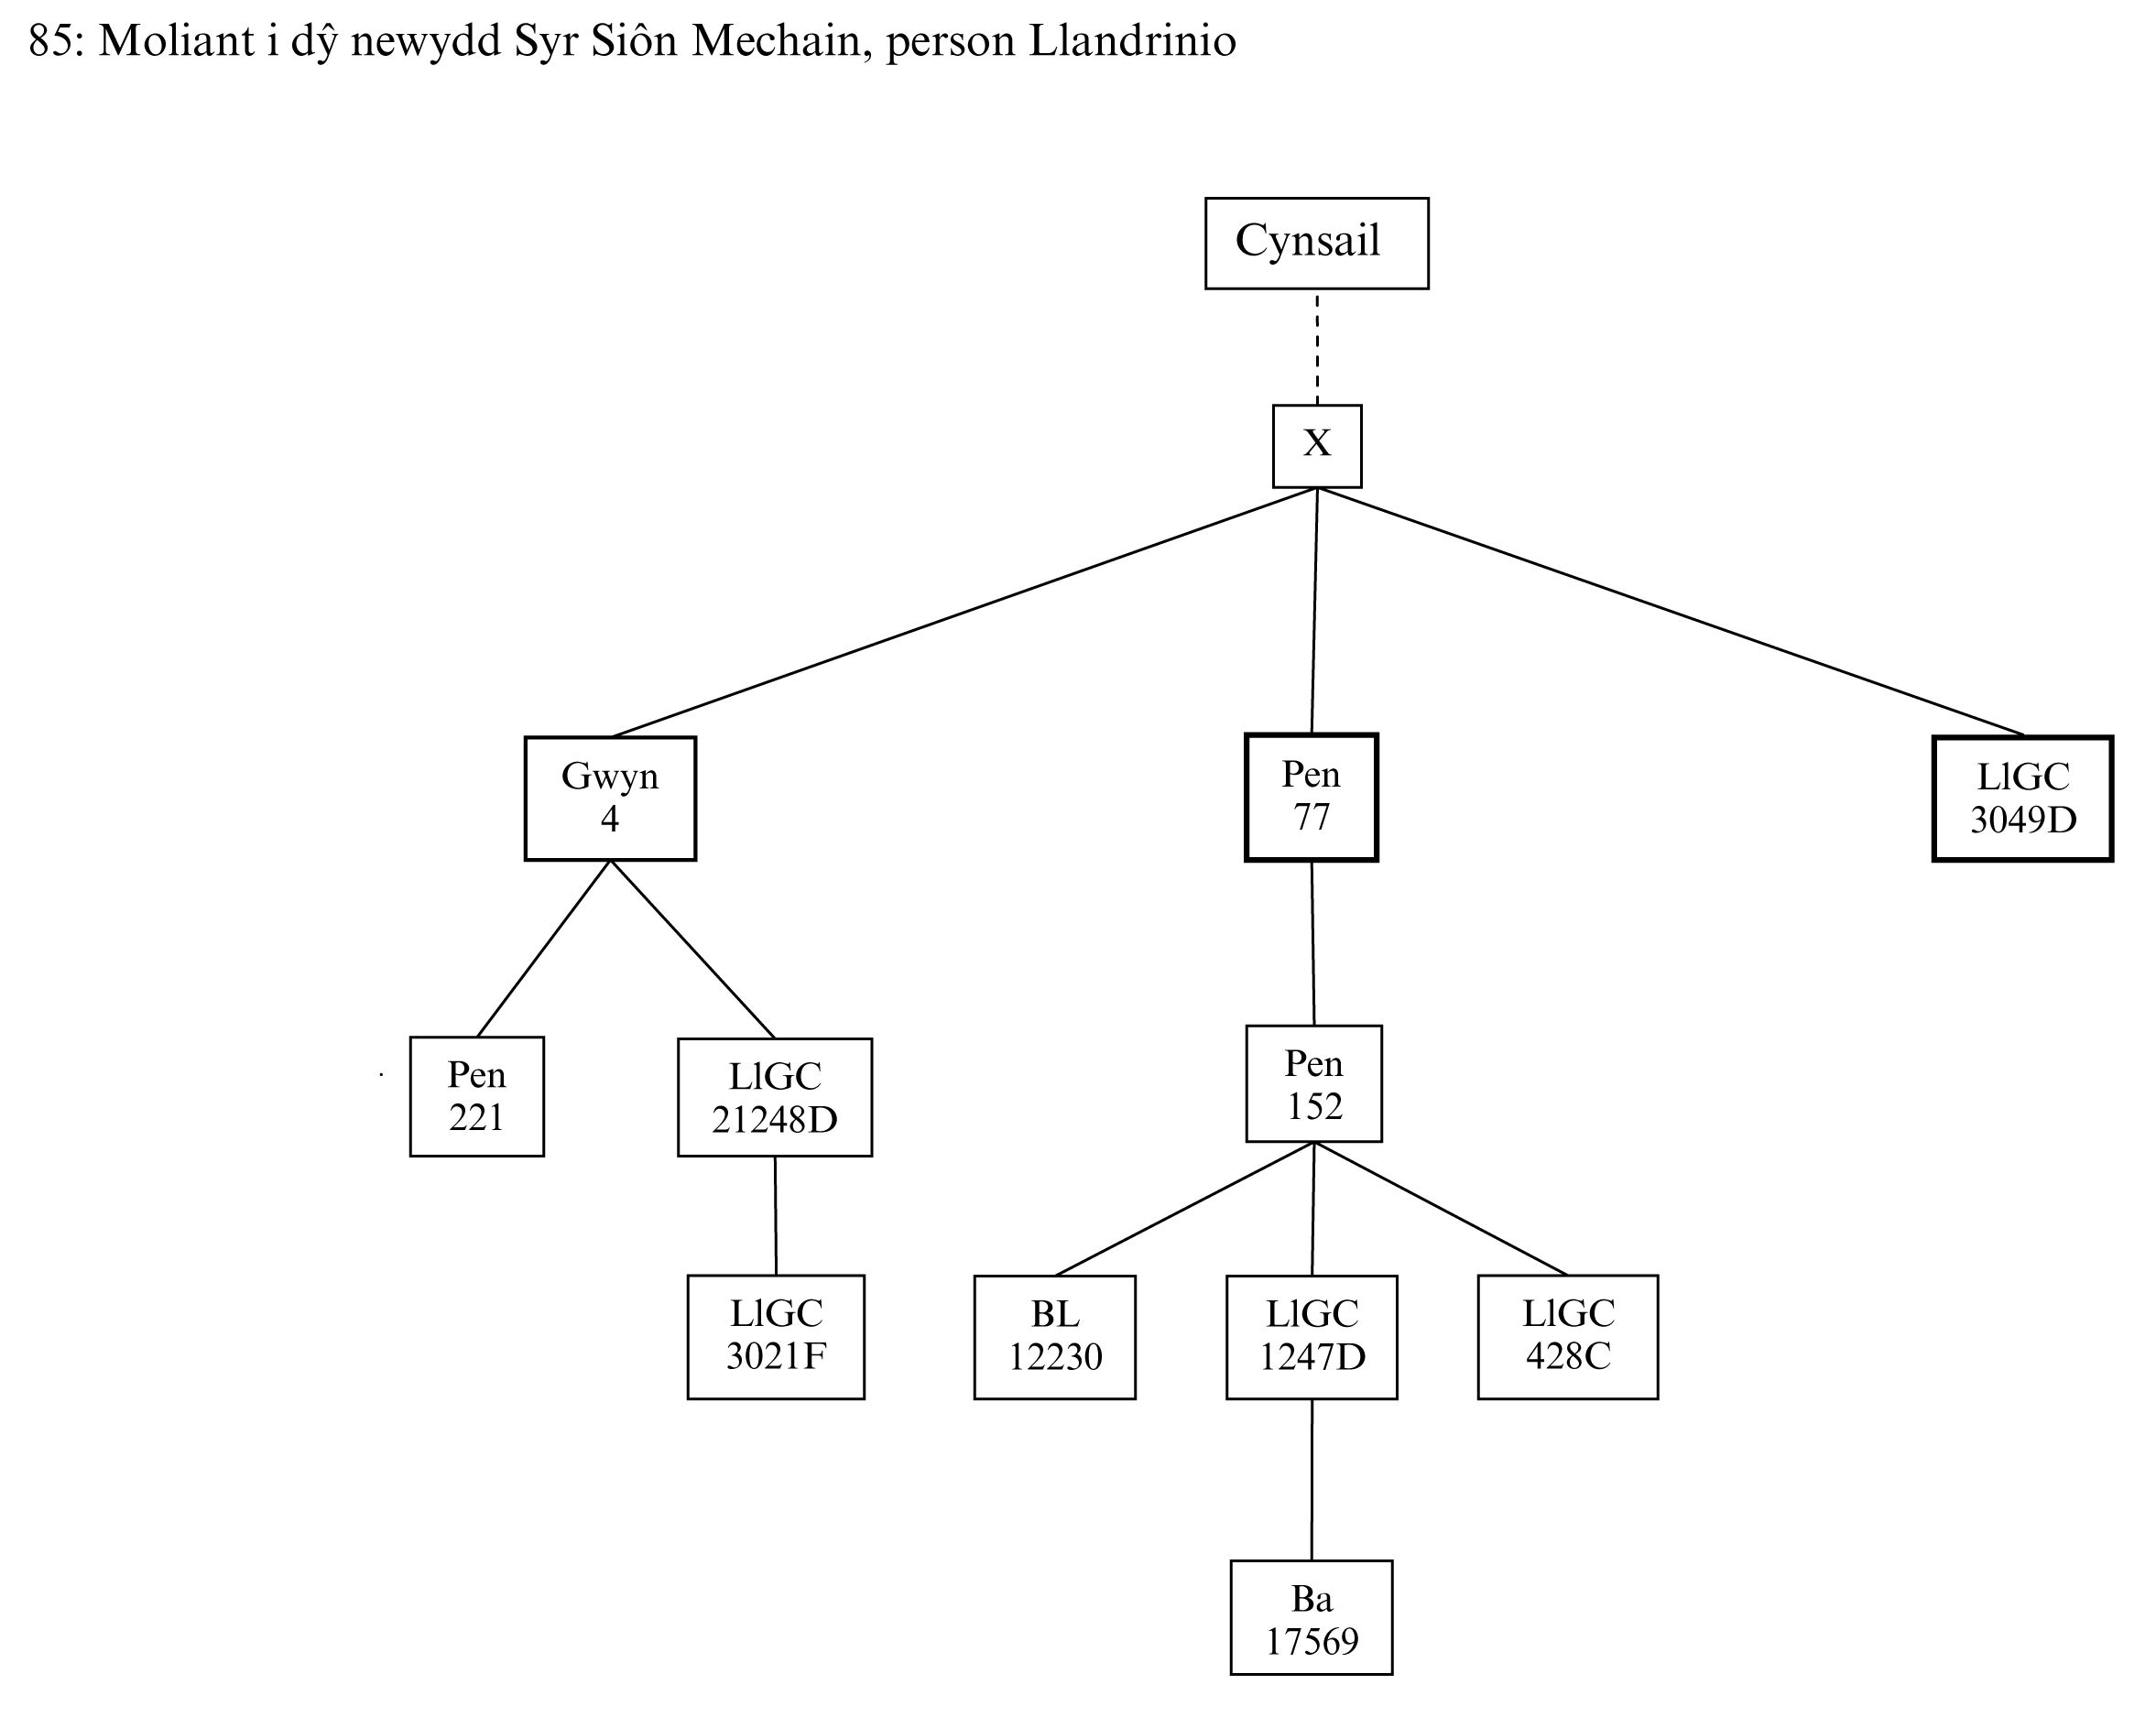 85: Moliant i dŷ newydd Syr Siôn Mechain, person Llandrinio
Cynsail
X
Gwyn
4
Pen
77
LlGC
3049D
Pen
221
LlGC
21248D
Pen
152
LlGC
3021F
BL
12230
LlGC
1247D
LlGC
428C
Ba
17569